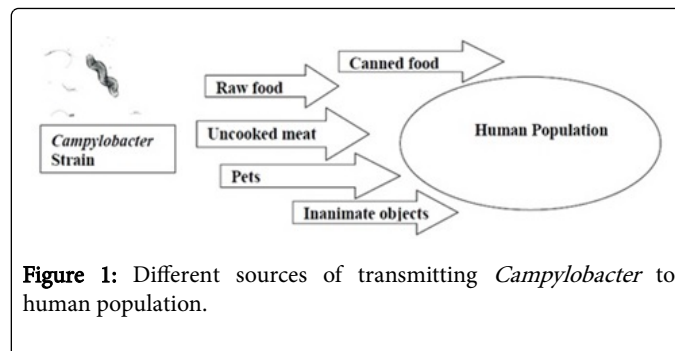 Canned food
Raw food
Campylobacter
Strain
Uncooked meat
Human Population
Pets
Inanimate objects
Figure 1: Different sources of transmitting Campylobacter to
human population.